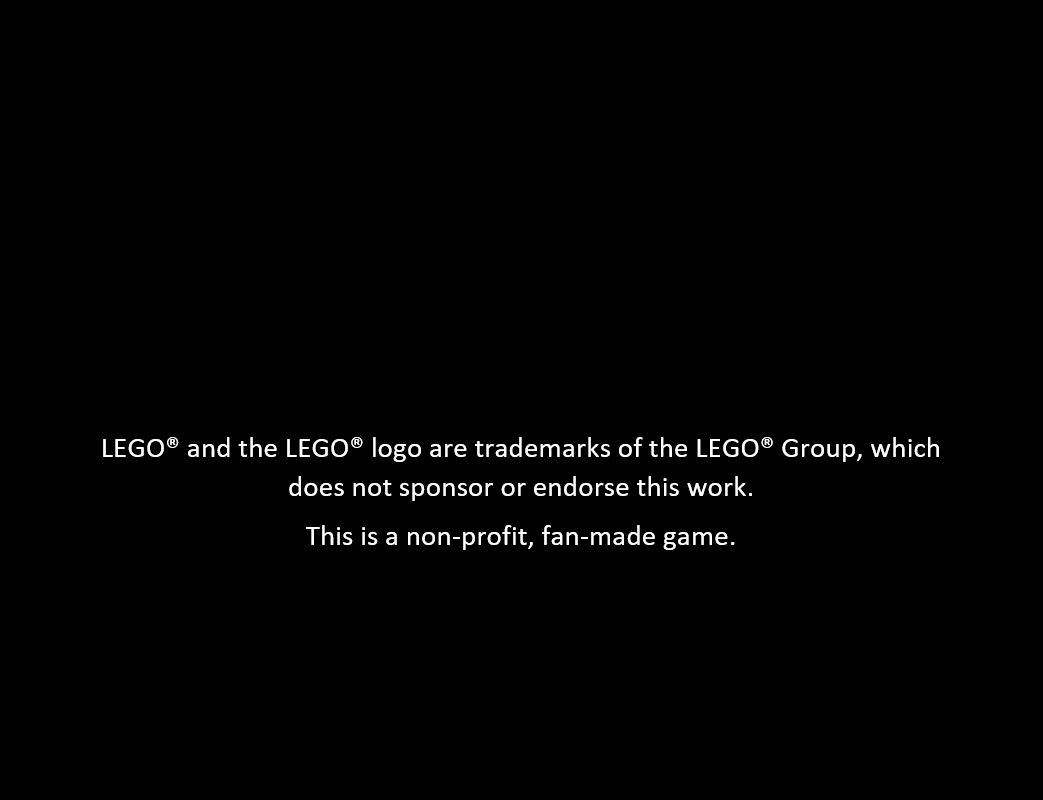 LEGO® and the LEGO® logo are trademarks of the LEGO® Group, which
does not sponsor or endorse this work.
This is a non-profit, fan-made game.